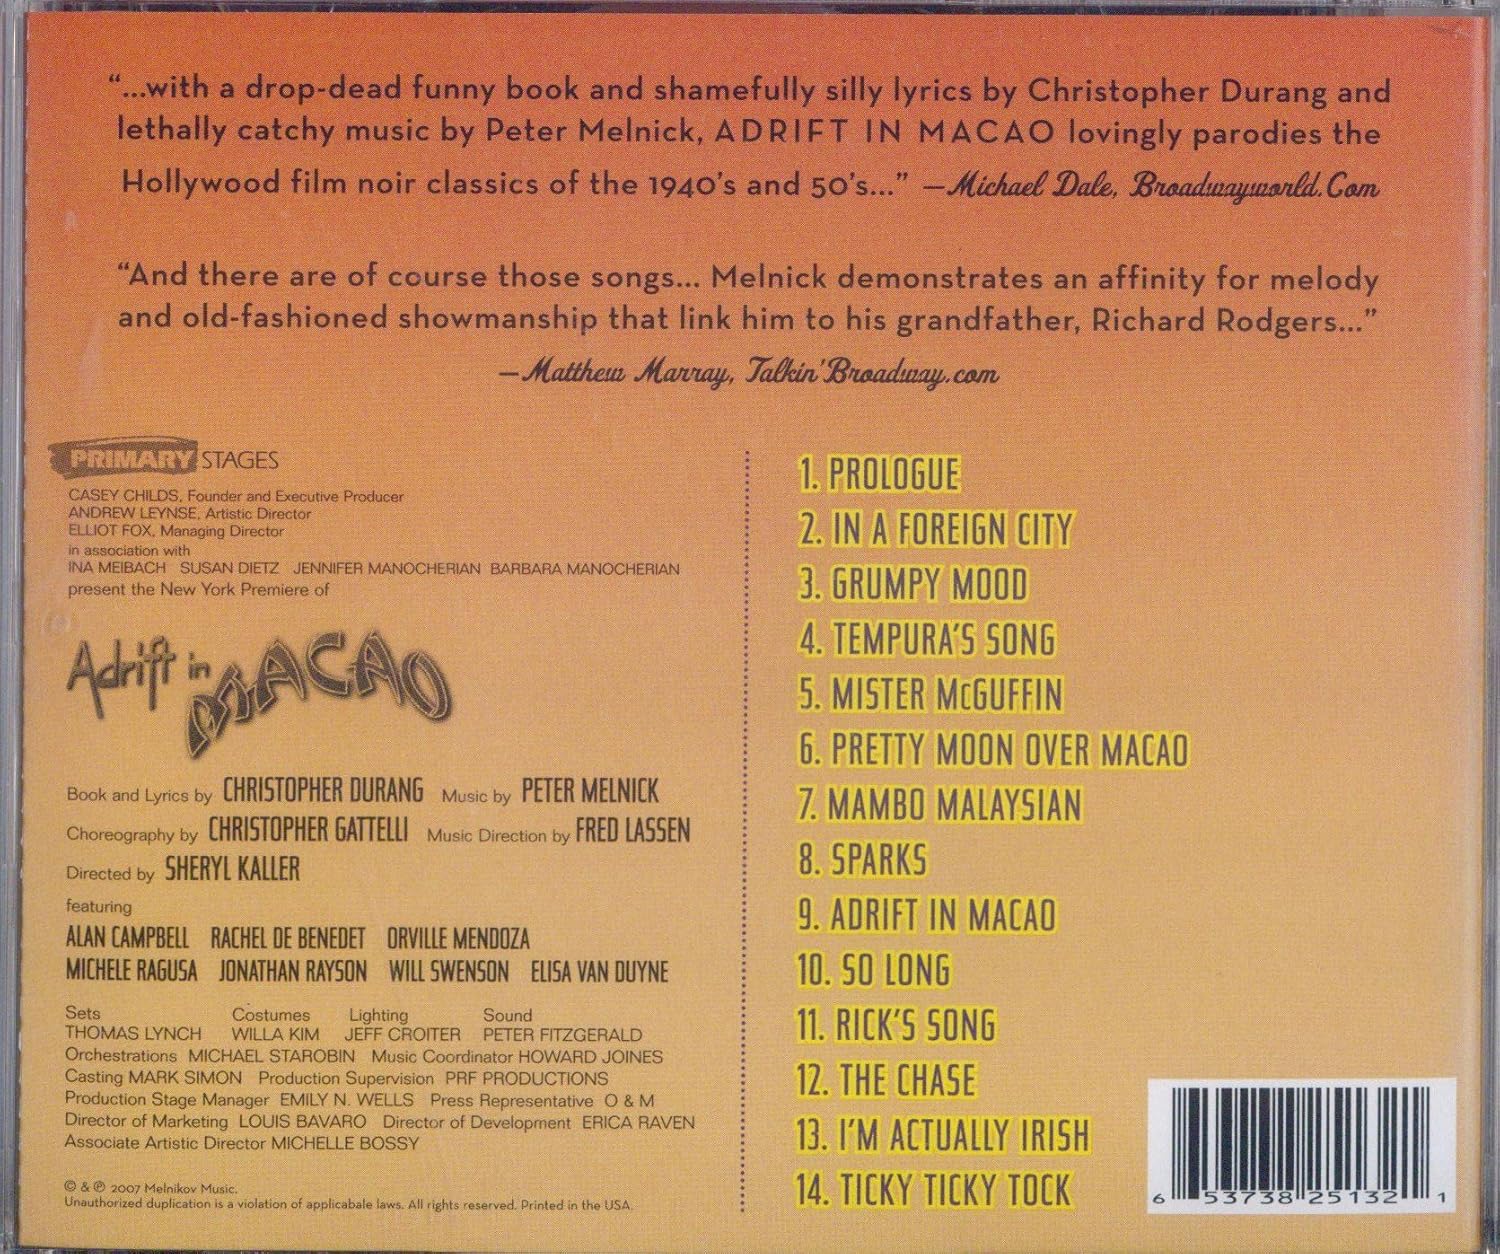 "...with a drop-dead funny book and shamefully silly lyrics by Christopher Durang and
lethally catchy music by Peter Melnick, ADRIFT IN MACAO lovingly parodies the
Hollywood film noir classics of the 1940's and 50's..." —Michael Dale, Broadwayworld.Com
"And there are of course those songs... Melnick demonstrates an affinity for melody
and old-fashioned showmanship that link him to his grandfather, Richard Rodgers..."
—Matthew Marray, Talkin'Broadway.com
PRIMARY STAGES
CASEY CHILDS, Founder and Executive Producer
ANDREW LEYNSE, Artistic Director
ELLIOT FOX, Managing Director
in association with
INA MEIBACH SUSAN DIETZ JENNIFER MANOCHERIAN BARBARA MANOCHERIAN
present the New York Premiere of
Adrift in MACAO
Book and Lyrics by CHRISTOPHER DURANG Music by PETER MELNICK
Choreography by CHRISTOPHER GATTELLI Music Direction by FRED LASSEN
Directed by SHERYL KALLER
featuring
ALAN CAMPBELL RACHEL DE BENEDET ORVILLE MENDOZA
MICHELE RAGUSA JONATHAN RAYSON WILL SWENSON ELISA VAN DUYNE
Sets Costumes Lighting Sound
THOMAS LYNCH WILLA KIM JEFF CROITER PETER FITZGERALD
Orchestrations MICHAEL STAROBIN Music Coordinator HOWARD JOINES
Casting MARK SIMON Production Supervision PRF PRODUCTIONS
Production Stage Manager EMILY N. WELLS Press Representative O & M
Director of Marketing LOUIS BAVARO Director of Development ERICA RAVEN
Associate Artistic Director MICHELLE BOSSY
© & ℗ 2007 Melnikov Music.
Unauthorized duplication is a violation of applicabale laws. All rights reserved. Printed in the USA.
1. PROLOGUE
2. IN A FOREIGN CITY
3. GRUMPY MOOD
4. TEMPURA'S SONG
5. MISTER McGUFFIN
6. PRETTY MOON OVER MACAO
7. MAMBO MALAYSIAN
8. SPARKS
9. ADRIFT IN MACAO
10. SO LONG
11. RICK'S SONG
12. THE CHASE
13. I'M ACTUALLY IRISH
14. TICKY TICKY TOCK
6 53738 25132 1